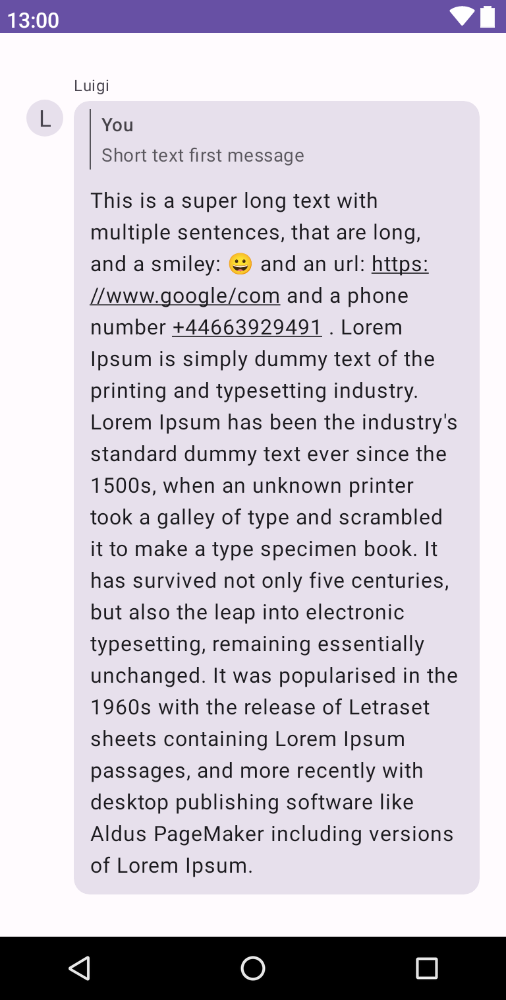 13:00
Luigi
L
You
Short text first message
This is a super long text with
multiple sentences, that are long,
and a smiley: 😀 and an url: https:
//www.google/com and a phone
number +44663929491 . Lorem
Ipsum is simply dummy text of the
printing and typesetting industry.
Lorem Ipsum has been the industry's
standard dummy text ever since the
1500s, when an unknown printer
took a galley of type and scrambled
it to make a type specimen book. It
has survived not only five centuries,
but also the leap into electronic
typesetting, remaining essentially
unchanged. It was popularised in the
1960s with the release of Letraset
sheets containing Lorem Ipsum
passages, and more recently with
desktop publishing software like
Aldus PageMaker including versions
of Lorem Ipsum.